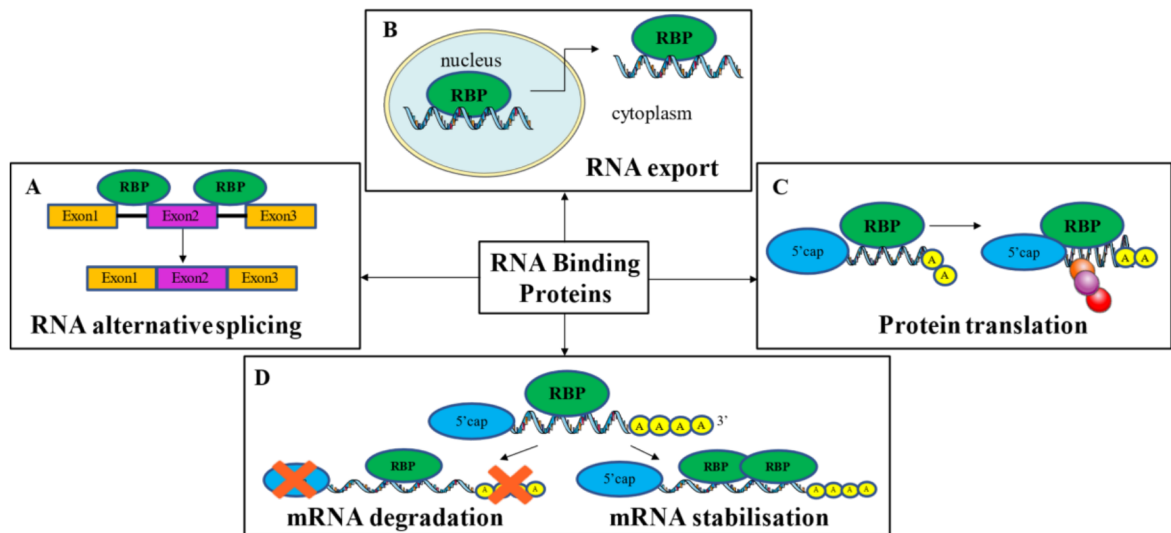 B
nucleus
RBP
RBP
cytoplasm
RNA export
A
RBP
RBP
Exon1
Exon2
Exon3
Exon1
Exon2
Exon3
RNA alternative splicing
RNA Binding
Proteins
C
RBP
5'cap
A
A
RBP
5'cap
A
A
Protein translation
D
RBP
5'cap
A
A
A
A
3'
RBP
A
A
mRNA degradation
5'cap
RBP
RBP
A
A
A
A
mRNA stabilisation